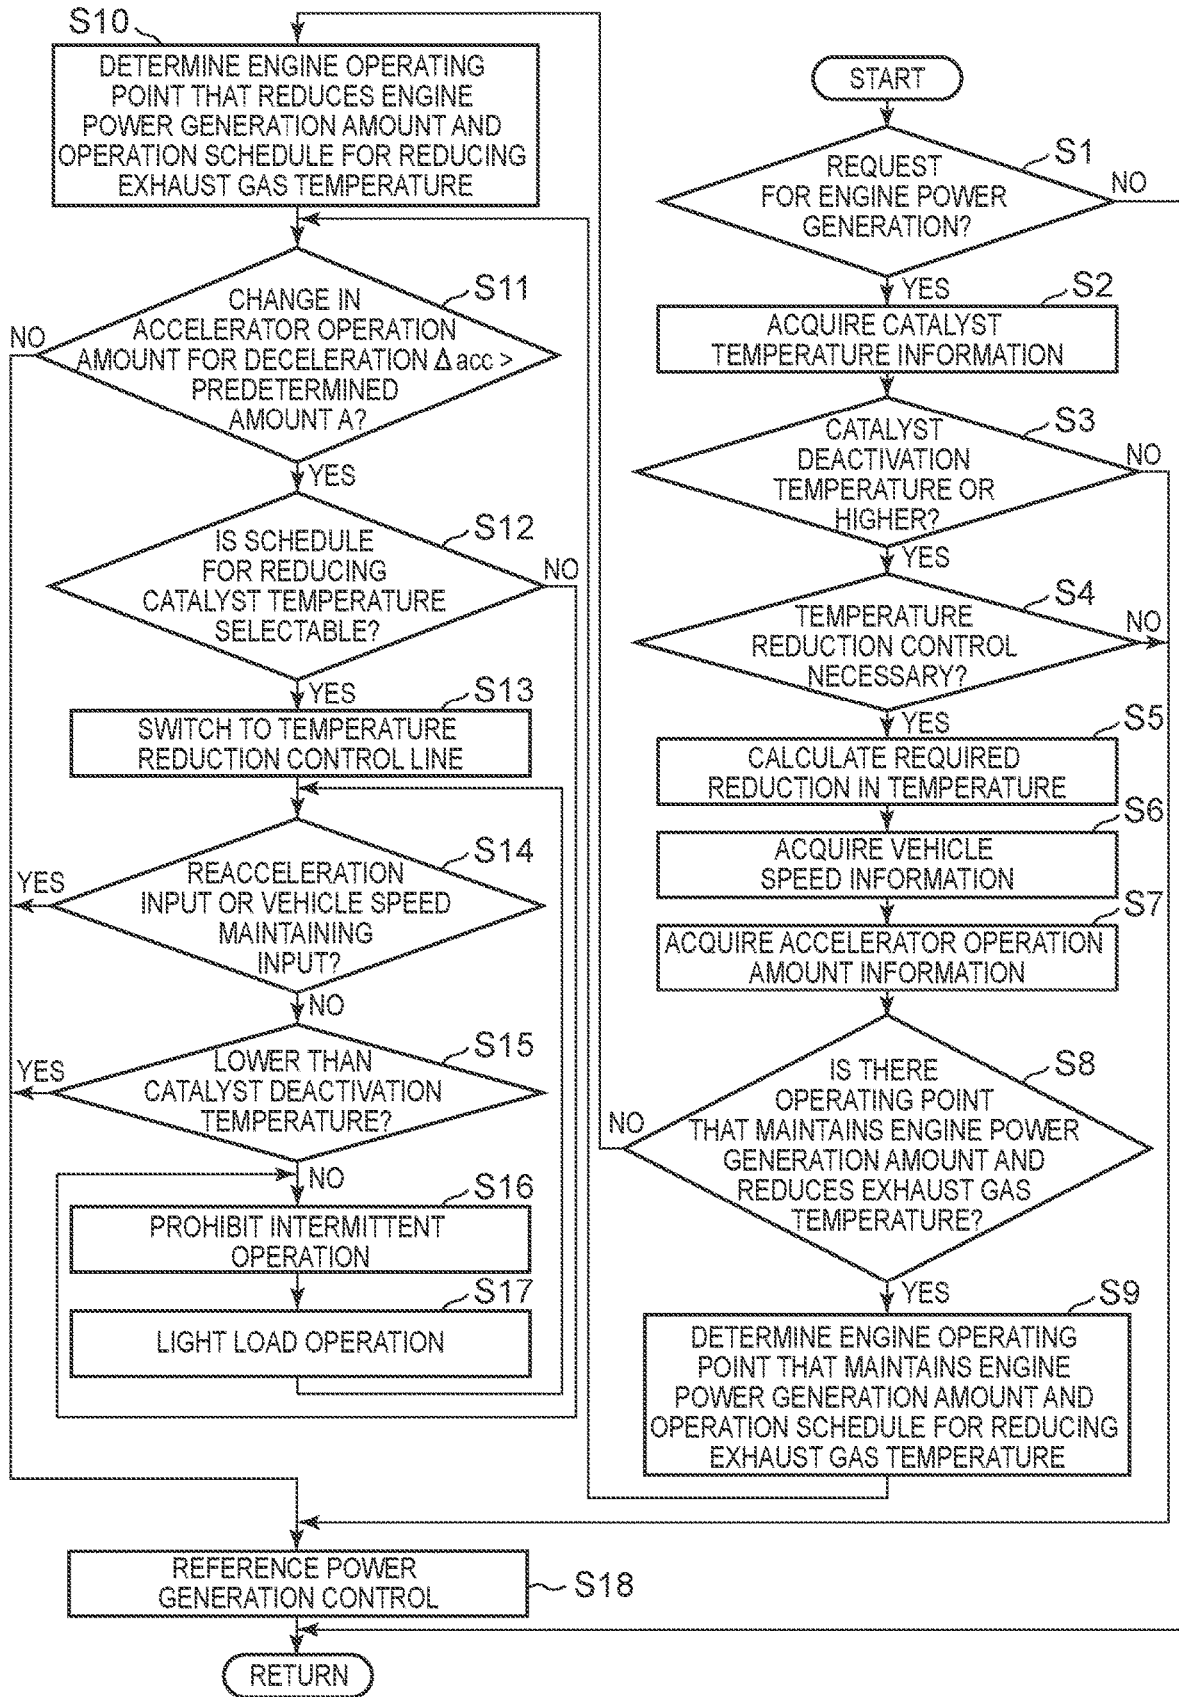 START
S1
REQUEST
FOR ENGINE POWER
GENERATION?
NO
YES
S2
ACQUIRE CATALYST
TEMPERATURE INFORMATION
S3
CATALYST
DEACTIVATION
TEMPERATURE OR
HIGHER?
NO
YES
S4
TEMPERATURE
REDUCTION CONTROL
NECESSARY?
NO
YES
S5
CALCULATE REQUIRED
REDUCTION IN TEMPERATURE
S6
ACQUIRE VEHICLE
SPEED INFORMATION
S7
ACQUIRE ACCELERATOR OPERATION
AMOUNT INFORMATION
S8
IS THERE
OPERATING POINT
THAT MAINTAINS ENGINE POWER
GENERATION AMOUNT AND
REDUCES EXHAUST GAS
TEMPERATURE?
NO
YES
S9
DETERMINE ENGINE OPERATING
POINT THAT MAINTAINS ENGINE
POWER GENERATION AMOUNT AND
OPERATION SCHEDULE FOR REDUCING
EXHAUST GAS TEMPERATURE
S10
DETERMINE ENGINE OPERATING
POINT THAT REDUCES ENGINE
POWER GENERATION AMOUNT AND
OPERATION SCHEDULE FOR REDUCING
EXHAUST GAS TEMPERATURE
S11
CHANGE IN
ACCELERATOR OPERATION
AMOUNT FOR DECELERATION Δacc >
PREDETERMINED
AMOUNT A?
NO
YES
S12
IS SCHEDULE
FOR REDUCING
CATALYST TEMPERATURE
SELECTABLE?
NO
YES
S13
SWITCH TO TEMPERATURE
REDUCTION CONTROL LINE
S14
REACCELERATION
INPUT OR VEHICLE SPEED
MAINTAINING
INPUT?
YES
NO
S15
LOWER THAN
CATALYST DEACTIVATION
TEMPERATURE?
YES
NO
S16
PROHIBIT INTERMITTENT
OPERATION
S17
LIGHT LOAD OPERATION
REFERENCE POWER
GENERATION CONTROL
S18
RETURN